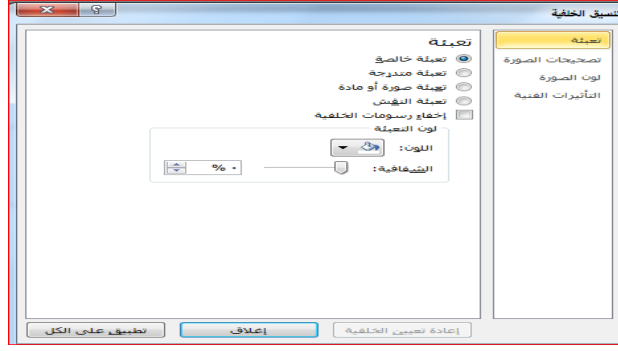 تنسيق الخلفية
تعبئة
تصحيحات الصورة
لون الصورة
التأثيرات الفنية
تعبئة
تعبئة خالصة
تعبئة متدرجة
تعبئة صورة أو مادة
تعبئة النقش
إخفاء رسومات الخلفية
لون التعبئة
اللون:
الشفافية: ٠ %
إعادة تعيين الخلفية
إغلاق
تطبيق على الكل